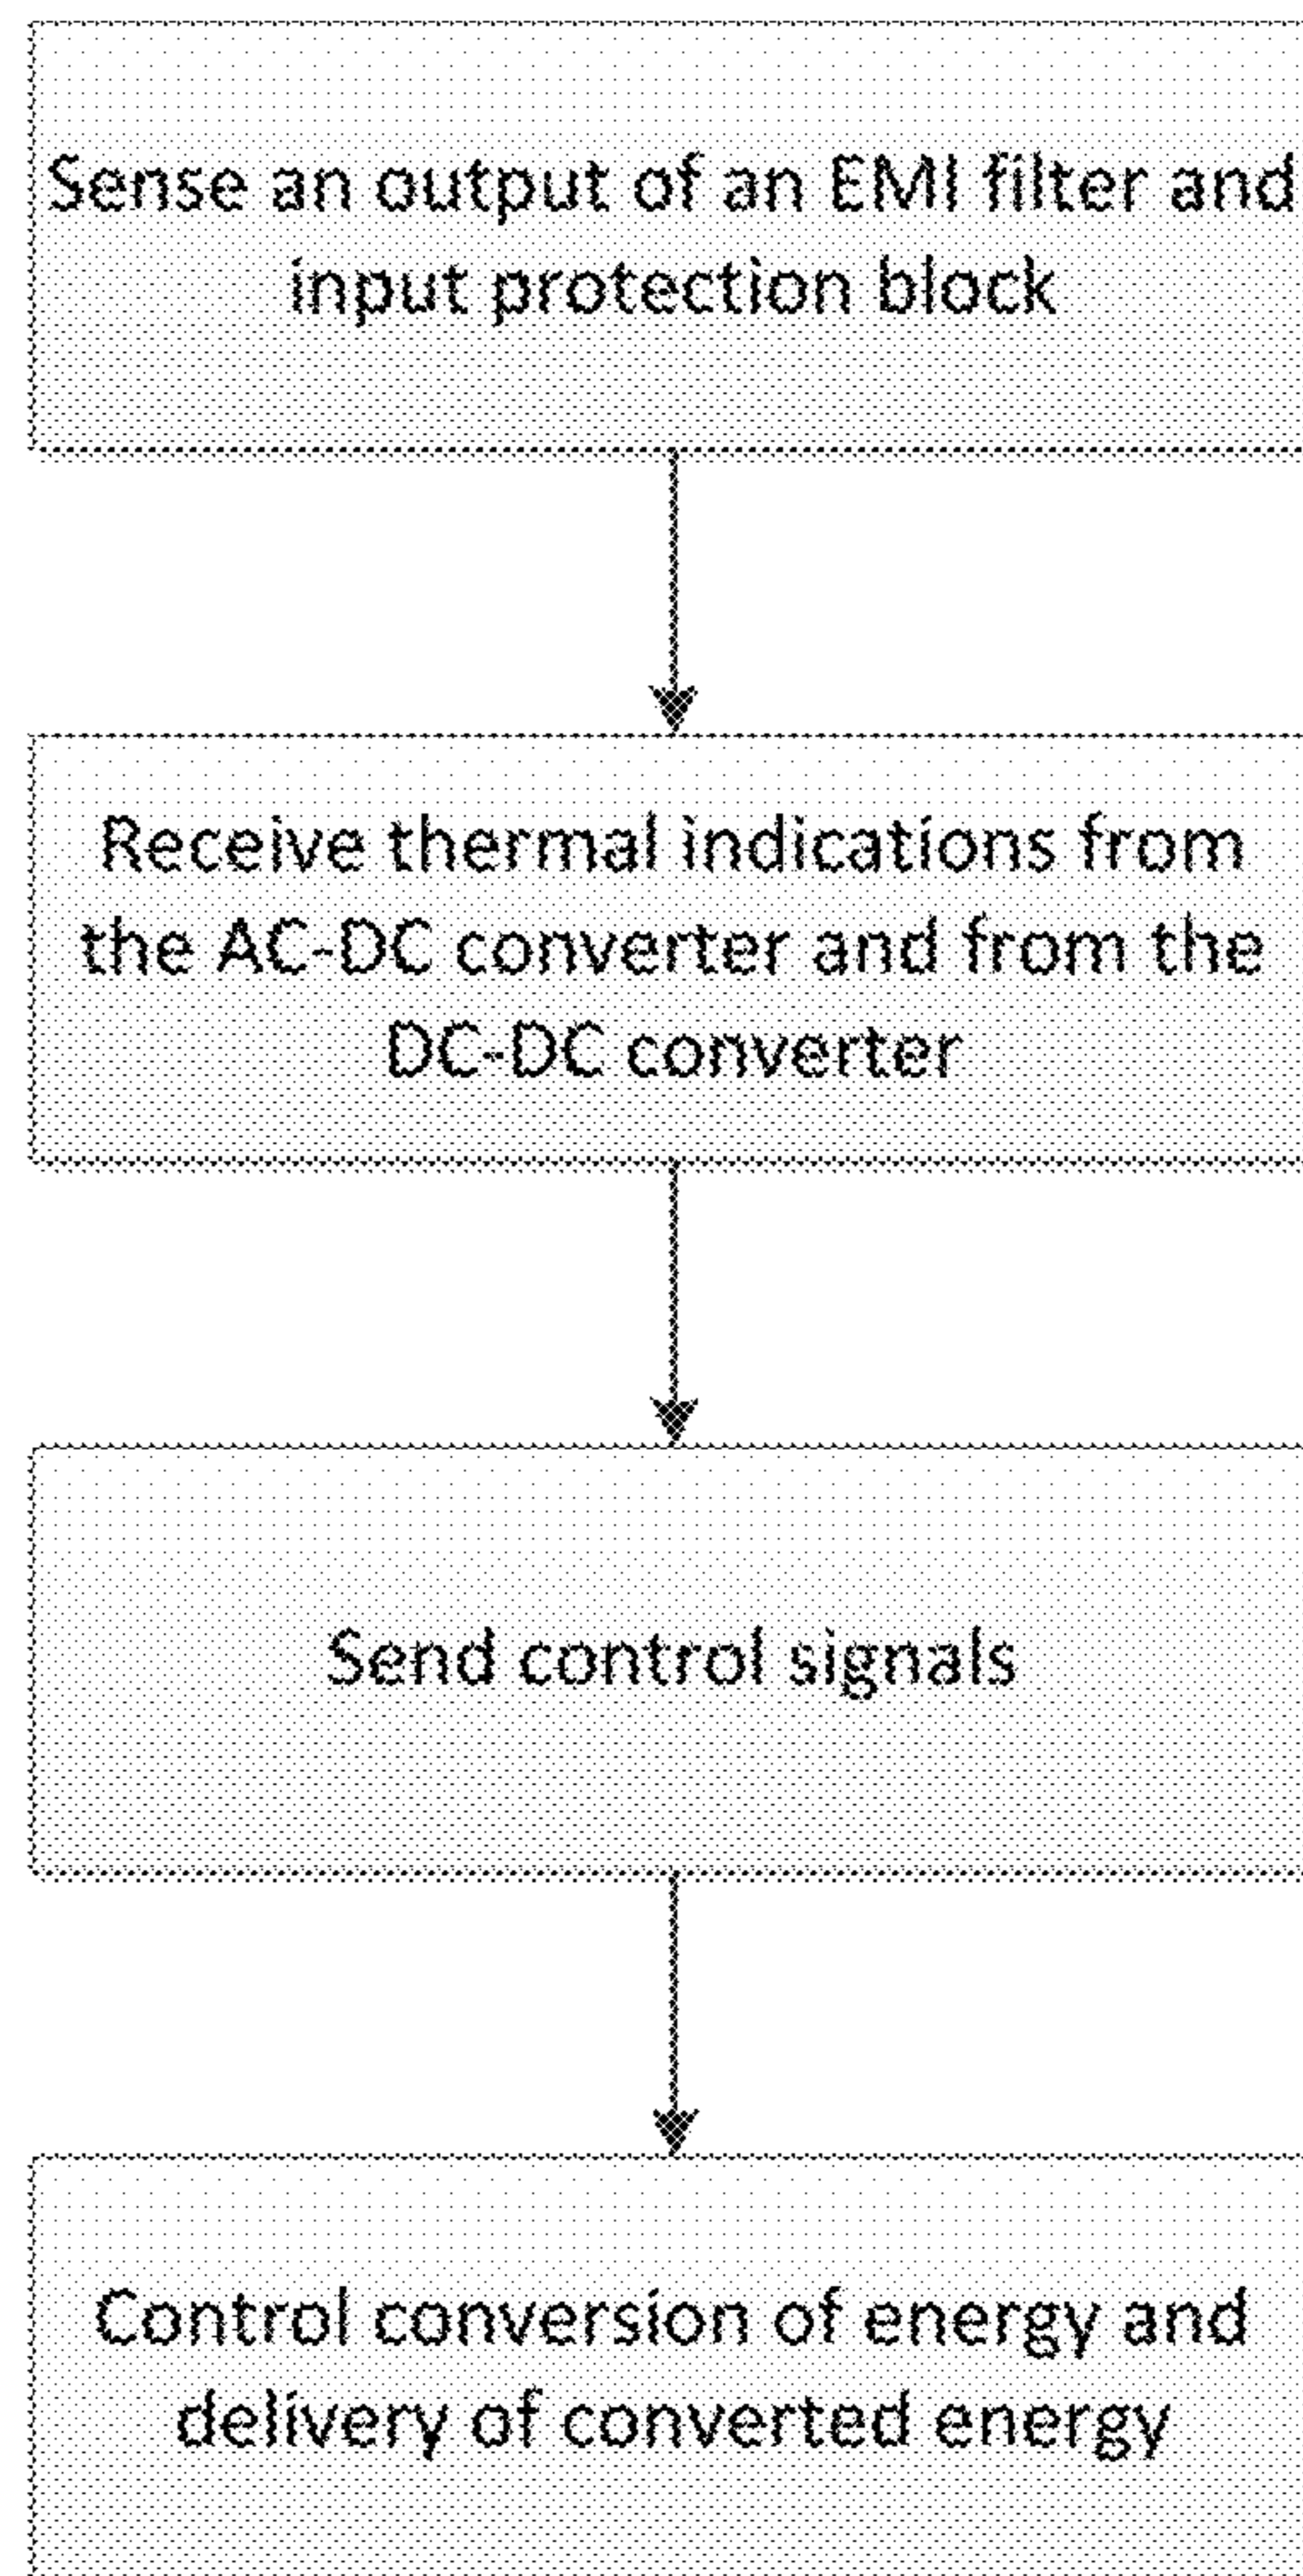 Sense an output of an EMI filter and
input protection block
Receive thermal indications from
the AC-DC converter and from the
DC-DC converter
Send control signals
Control conversion of energy and
delivery of converted energy